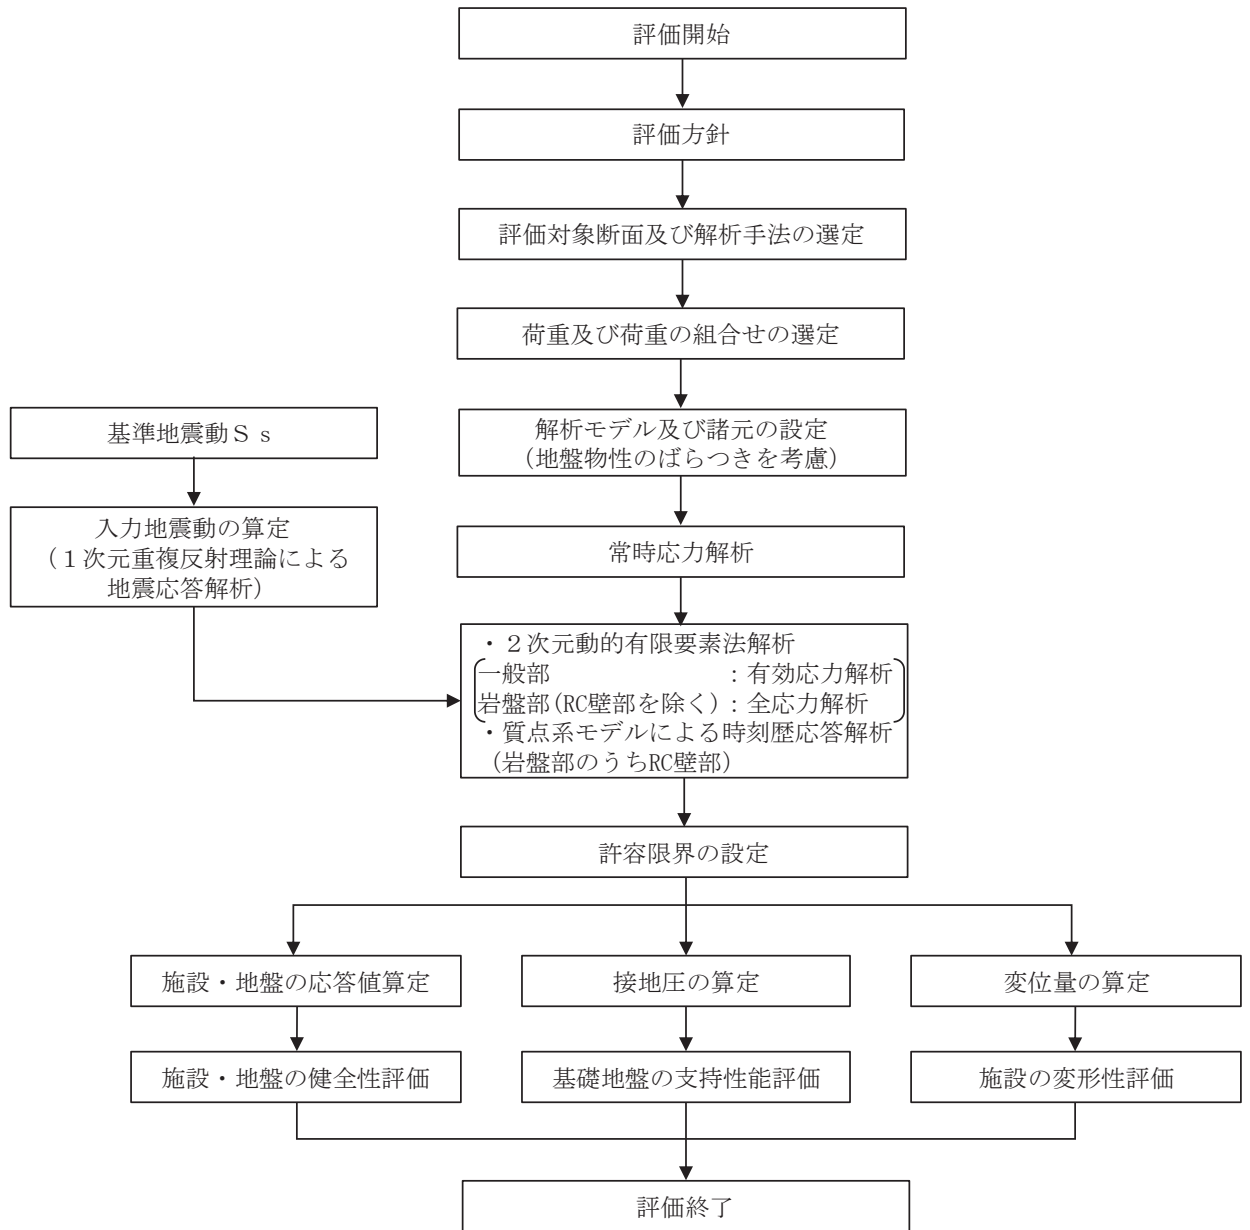 評価開始
評価方針
評価対象断面及び解析手法の選定
荷重及び荷重の組合せの選定
解析モデル及び諸元の設定
(地盤物性のばらつきを考慮)
基準地震動Ｓｓ
入力地震動の算定
（１次元重複反射理論による
地震応答解析）
常時応力解析
・２次元動的有限要素法解析
一般部　　　　　　　：有効応力解析
岩盤部(RC壁部を除く)：全応力解析
・質点系モデルによる時刻歴応答解析
(岩盤部のうちRC壁部)
許容限界の設定
施設・地盤の応答値算定
接地圧の算定
変位量の算定
施設・地盤の健全性評価
基礎地盤の支持性能評価
施設の変形性評価
評価終了